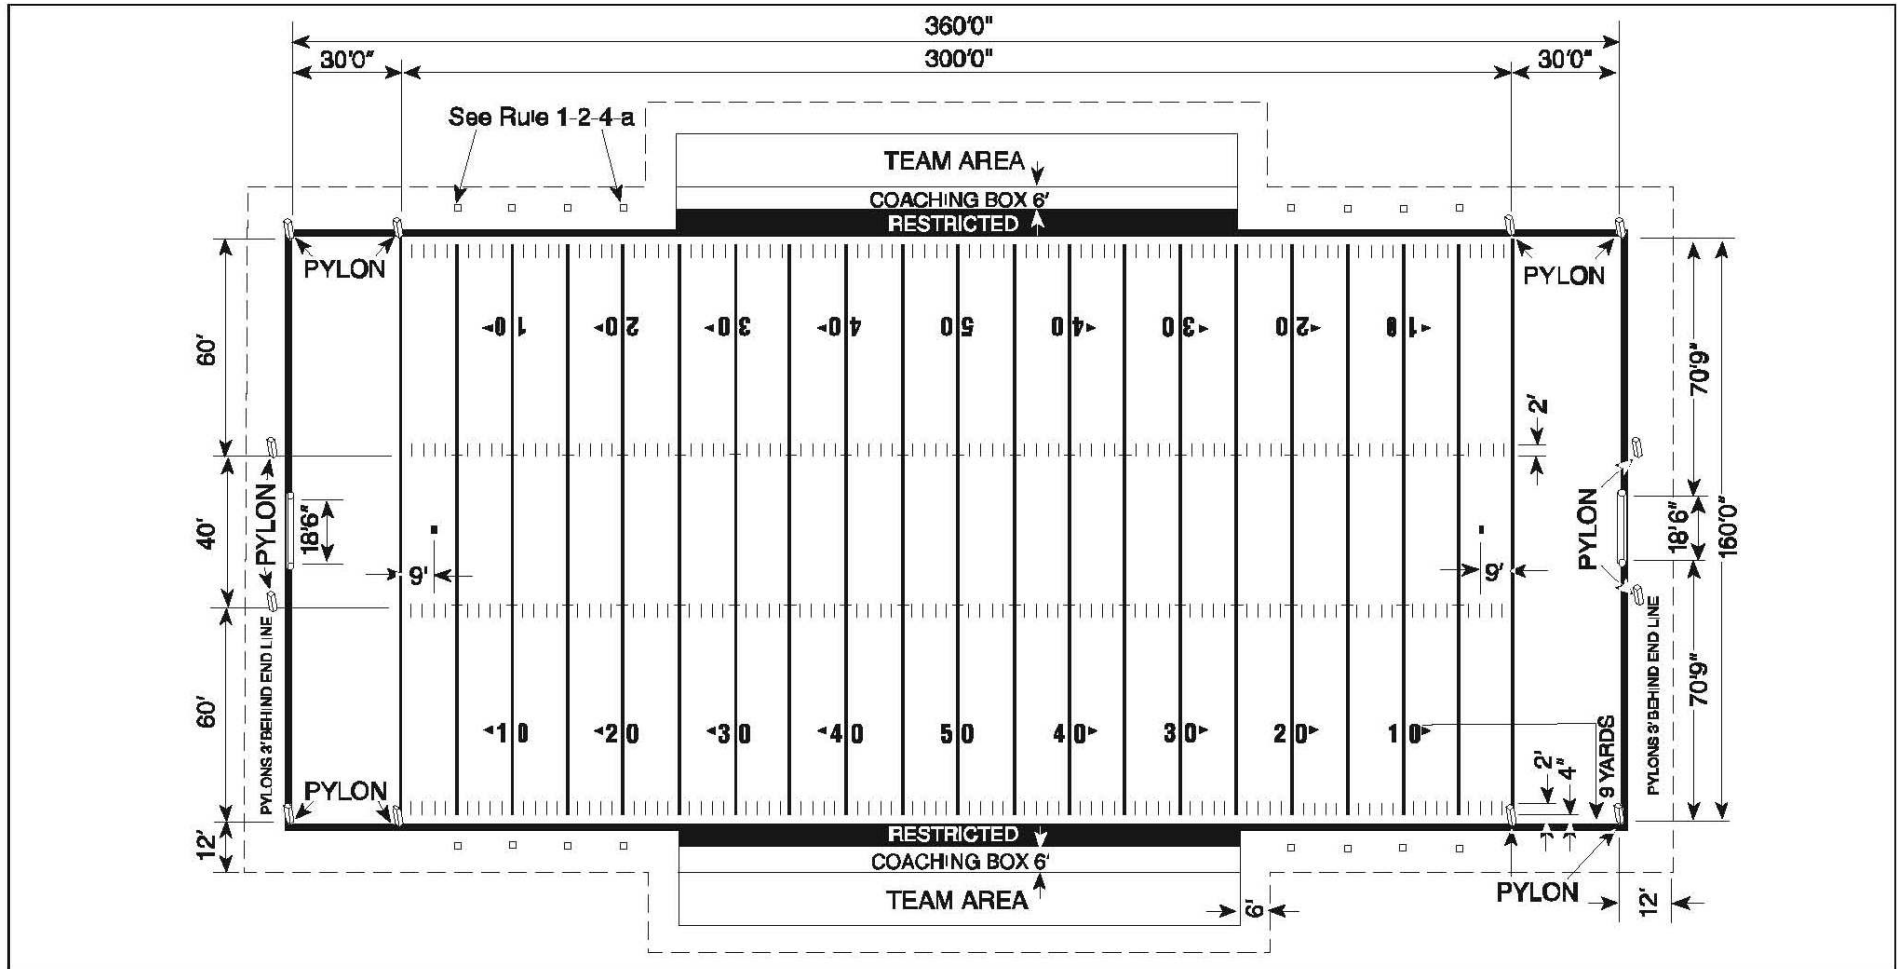 360'0"
30'0"
300'0"
30'0"
See Rule 1-2-4-a
TEAM AREA
COACHING BOX 6'
RESTRICTED
PYLON
PYLON
◄10
◄20
◄30
◄40
50
40►
30►
20►
10►
60'
70'9"
2'
40'
PYLON
18'6"
9'
9'
PYLON
18'6"
160'0"
60'
PYLONS 3' BEHIND END LINE
PYLONS 3' BEHIND END LINE
70'9"
◄10
◄20
◄30
◄40
50
40►
30►
20►
10►
9 YARDS
2'
4"
PYLON
12'
RESTRICTED
COACHING BOX 6'
TEAM AREA
6'
PYLON
12'